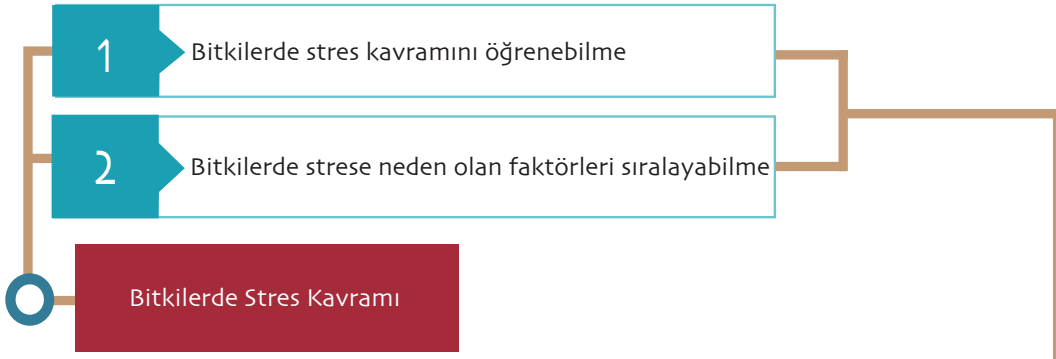 1
Bitkilerde stres kavramını öğrenebilme
2
Bitkilerde strese neden olan faktörleri sıralayabilme
Bitkilerde Stres Kavramı